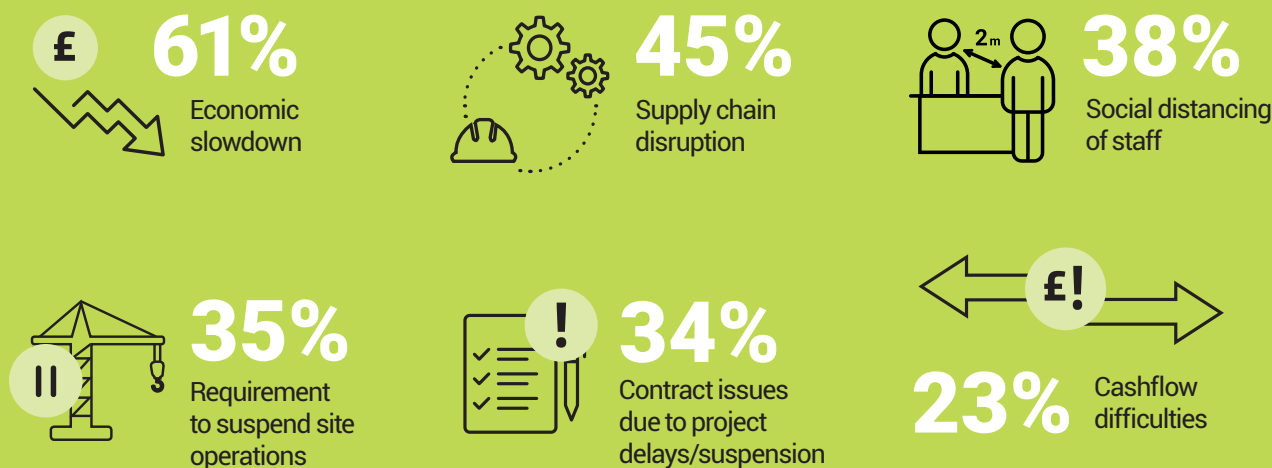 £
61%
Economic
slowdown
45%
Supply chain
disruption
2m
38%
Social distancing
of staff
35%
Requirement
to suspend site
operations
!
34%
Contract issues
due to project
delays/suspension
£!
23%
Cashflow
difficulties